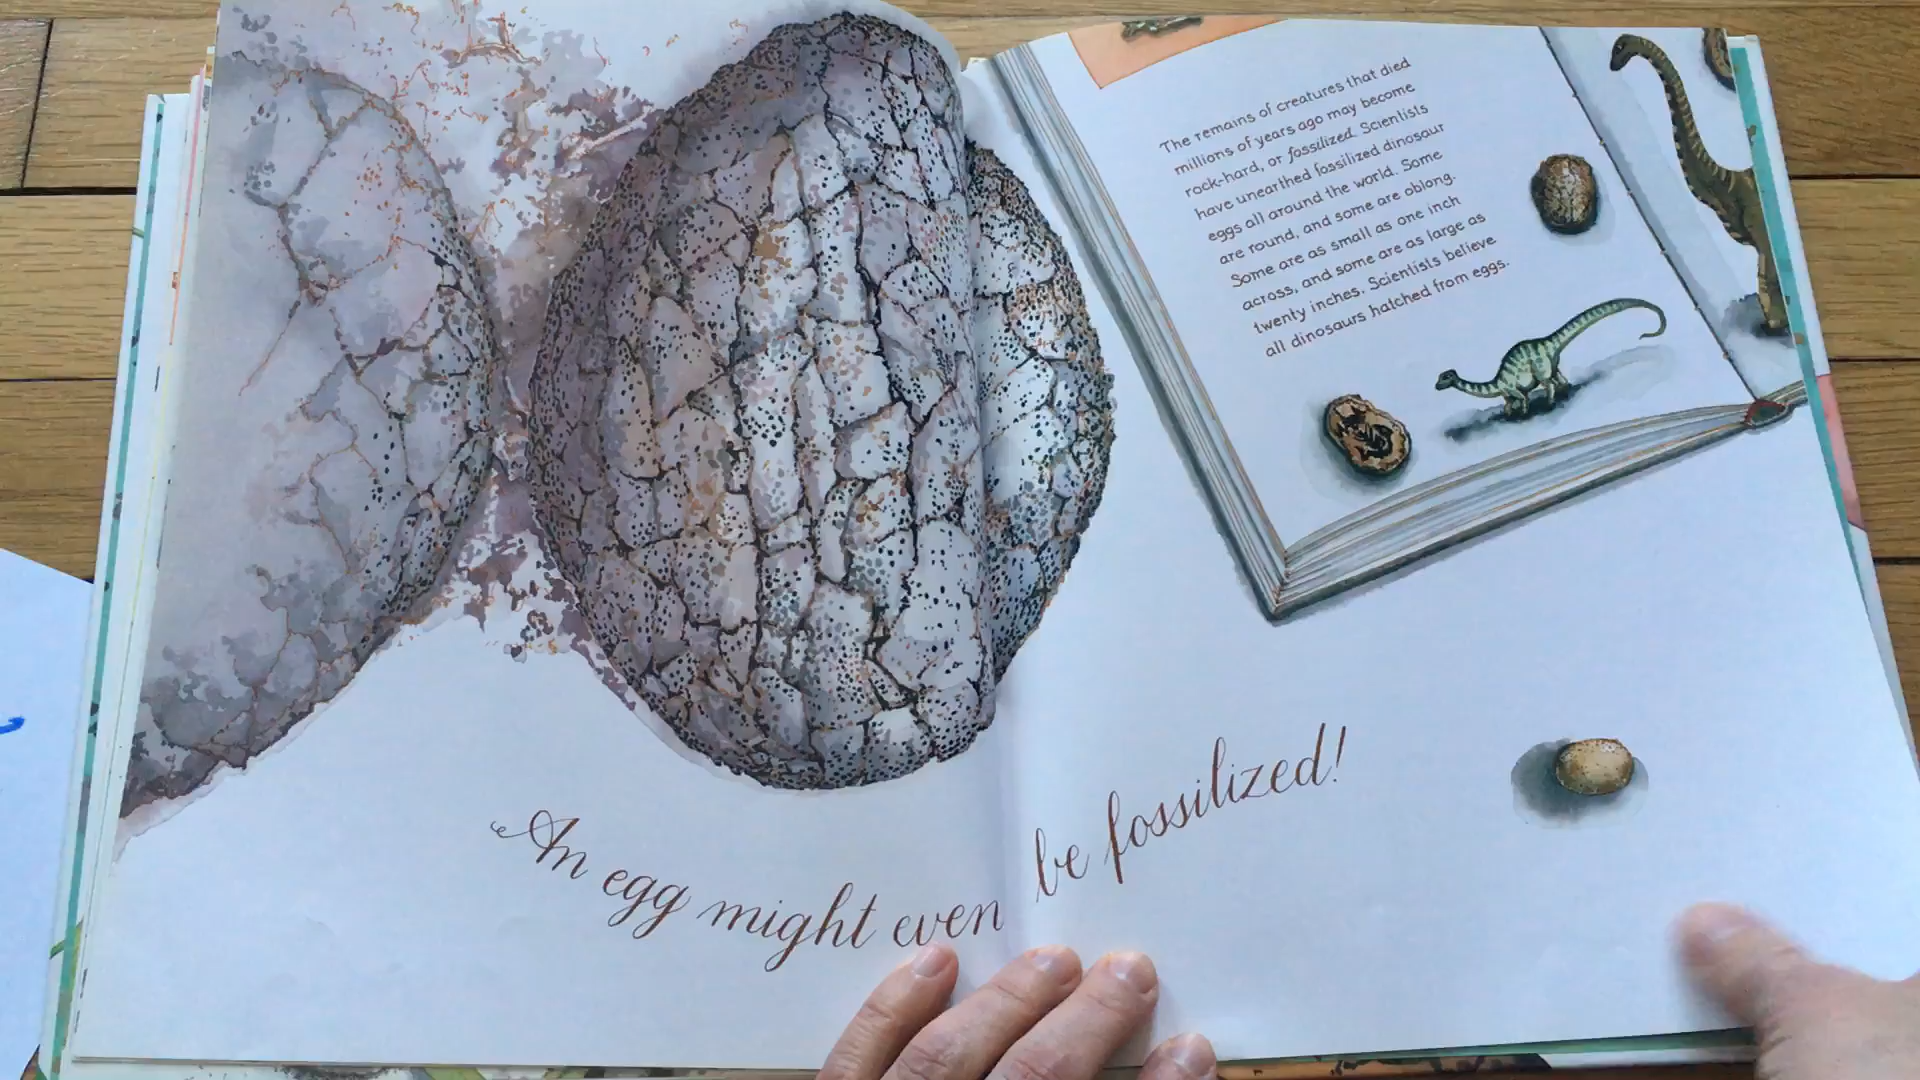 The remains of creatures that died
millions of years ago may become
rock-hard, or fossilized. Scientists
have unearthed fossilized dinosaur
eggs all around the world. Some
are round, and some are oblong.
Some are as small as one inch
across, and some are as large as
twenty inches. Scientists believe
all dinosaurs hatched from eggs.
An egg might even be fossilized!